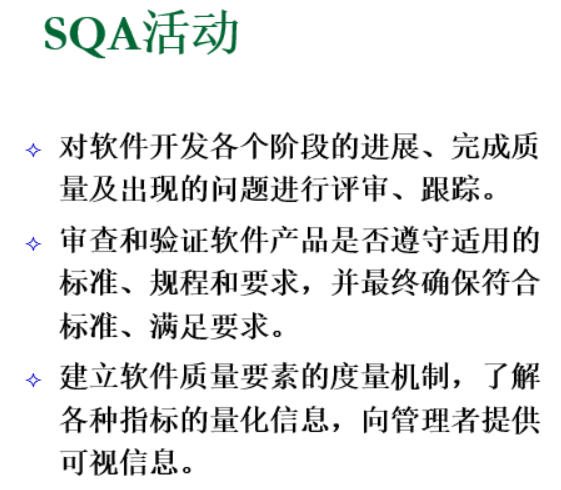 SQA活动
对软件开发各个阶段的进展、完成质
量及出现的问题进行评审、跟踪。
审查和验证软件产品是否遵守适用的
标准、规程和要求，并最终确保符合
标准、满足要求。
建立软件质量要素的度量机制，了解
各种指标的量化信息，向管理者提供
可视信息。